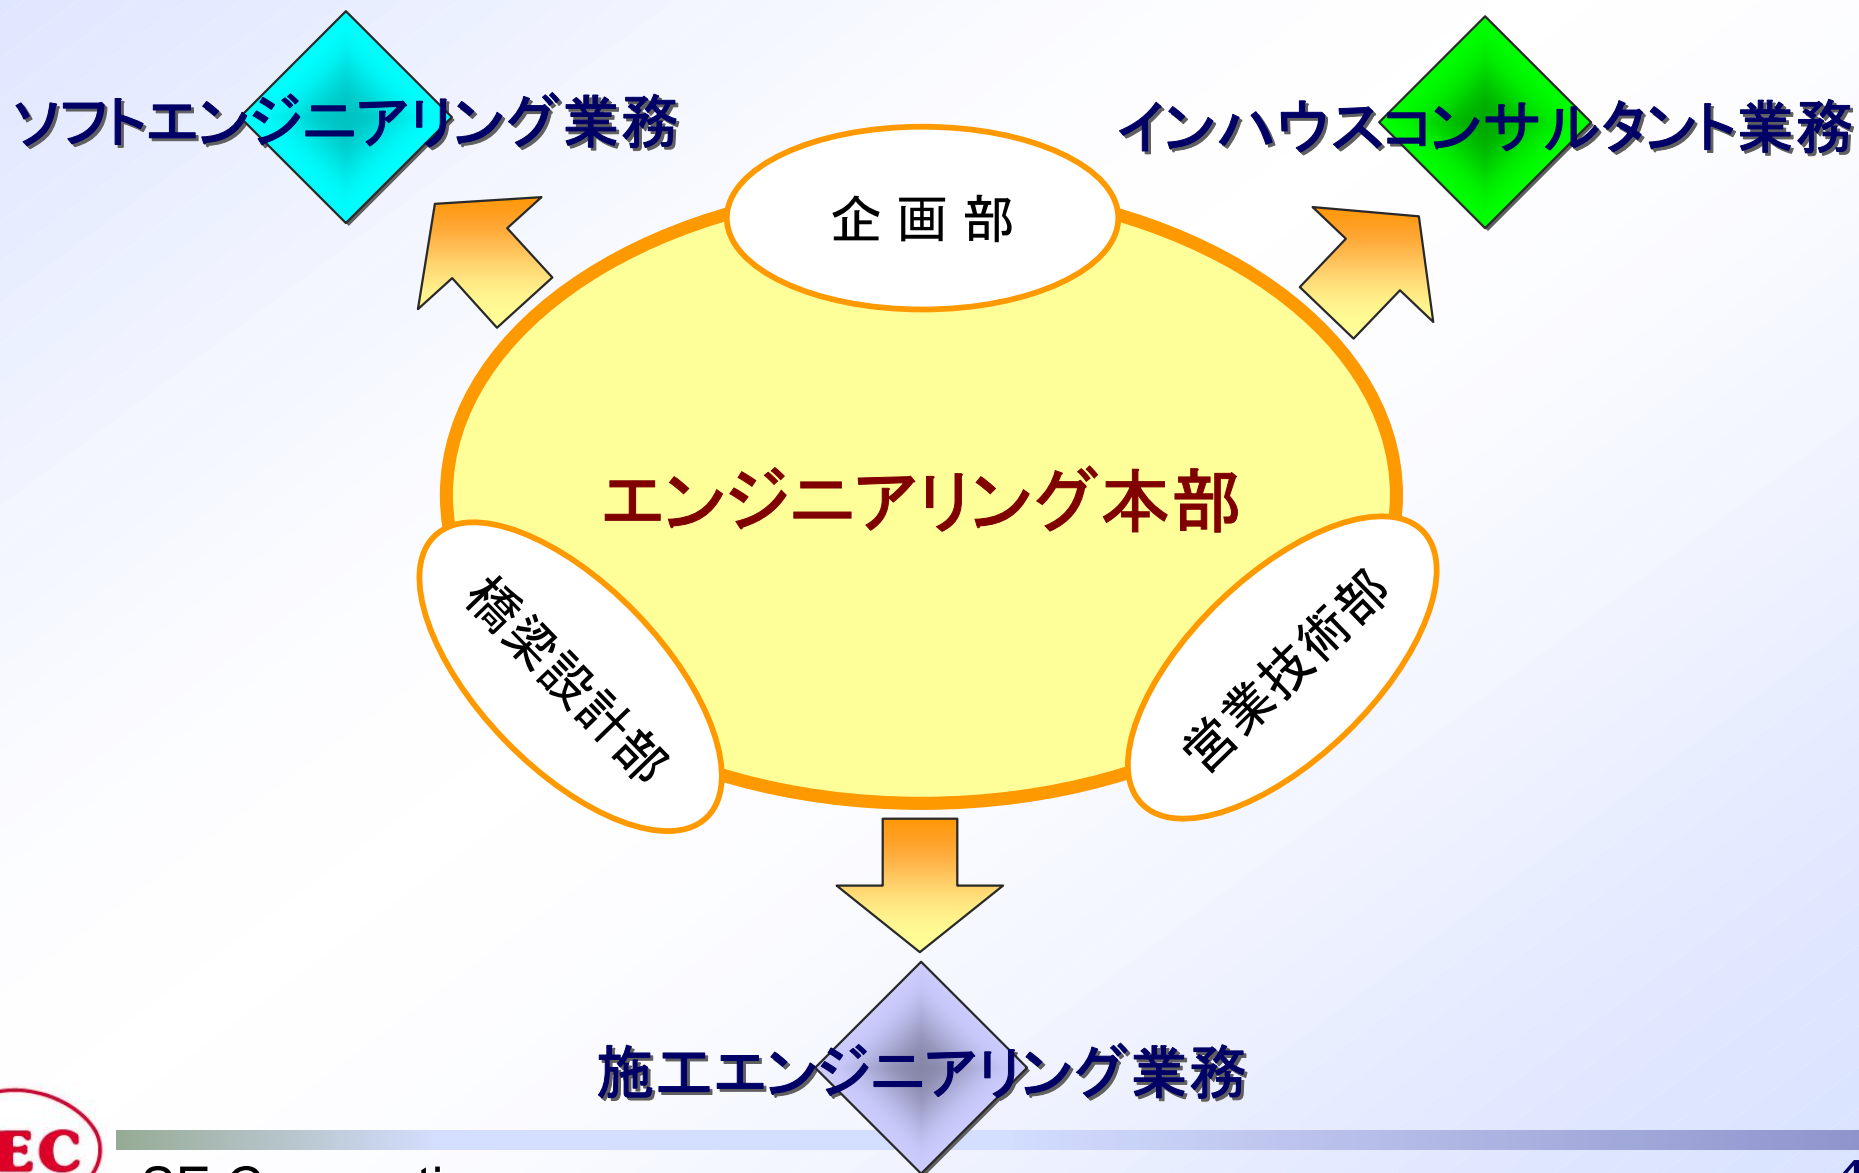 ソフトエンジニアリング業務
インハウスコンサルタント業務
企画部
エンジニアリング本部
橋梁設計部
営業技術部
施工エンジニアリング業務
EC
SE